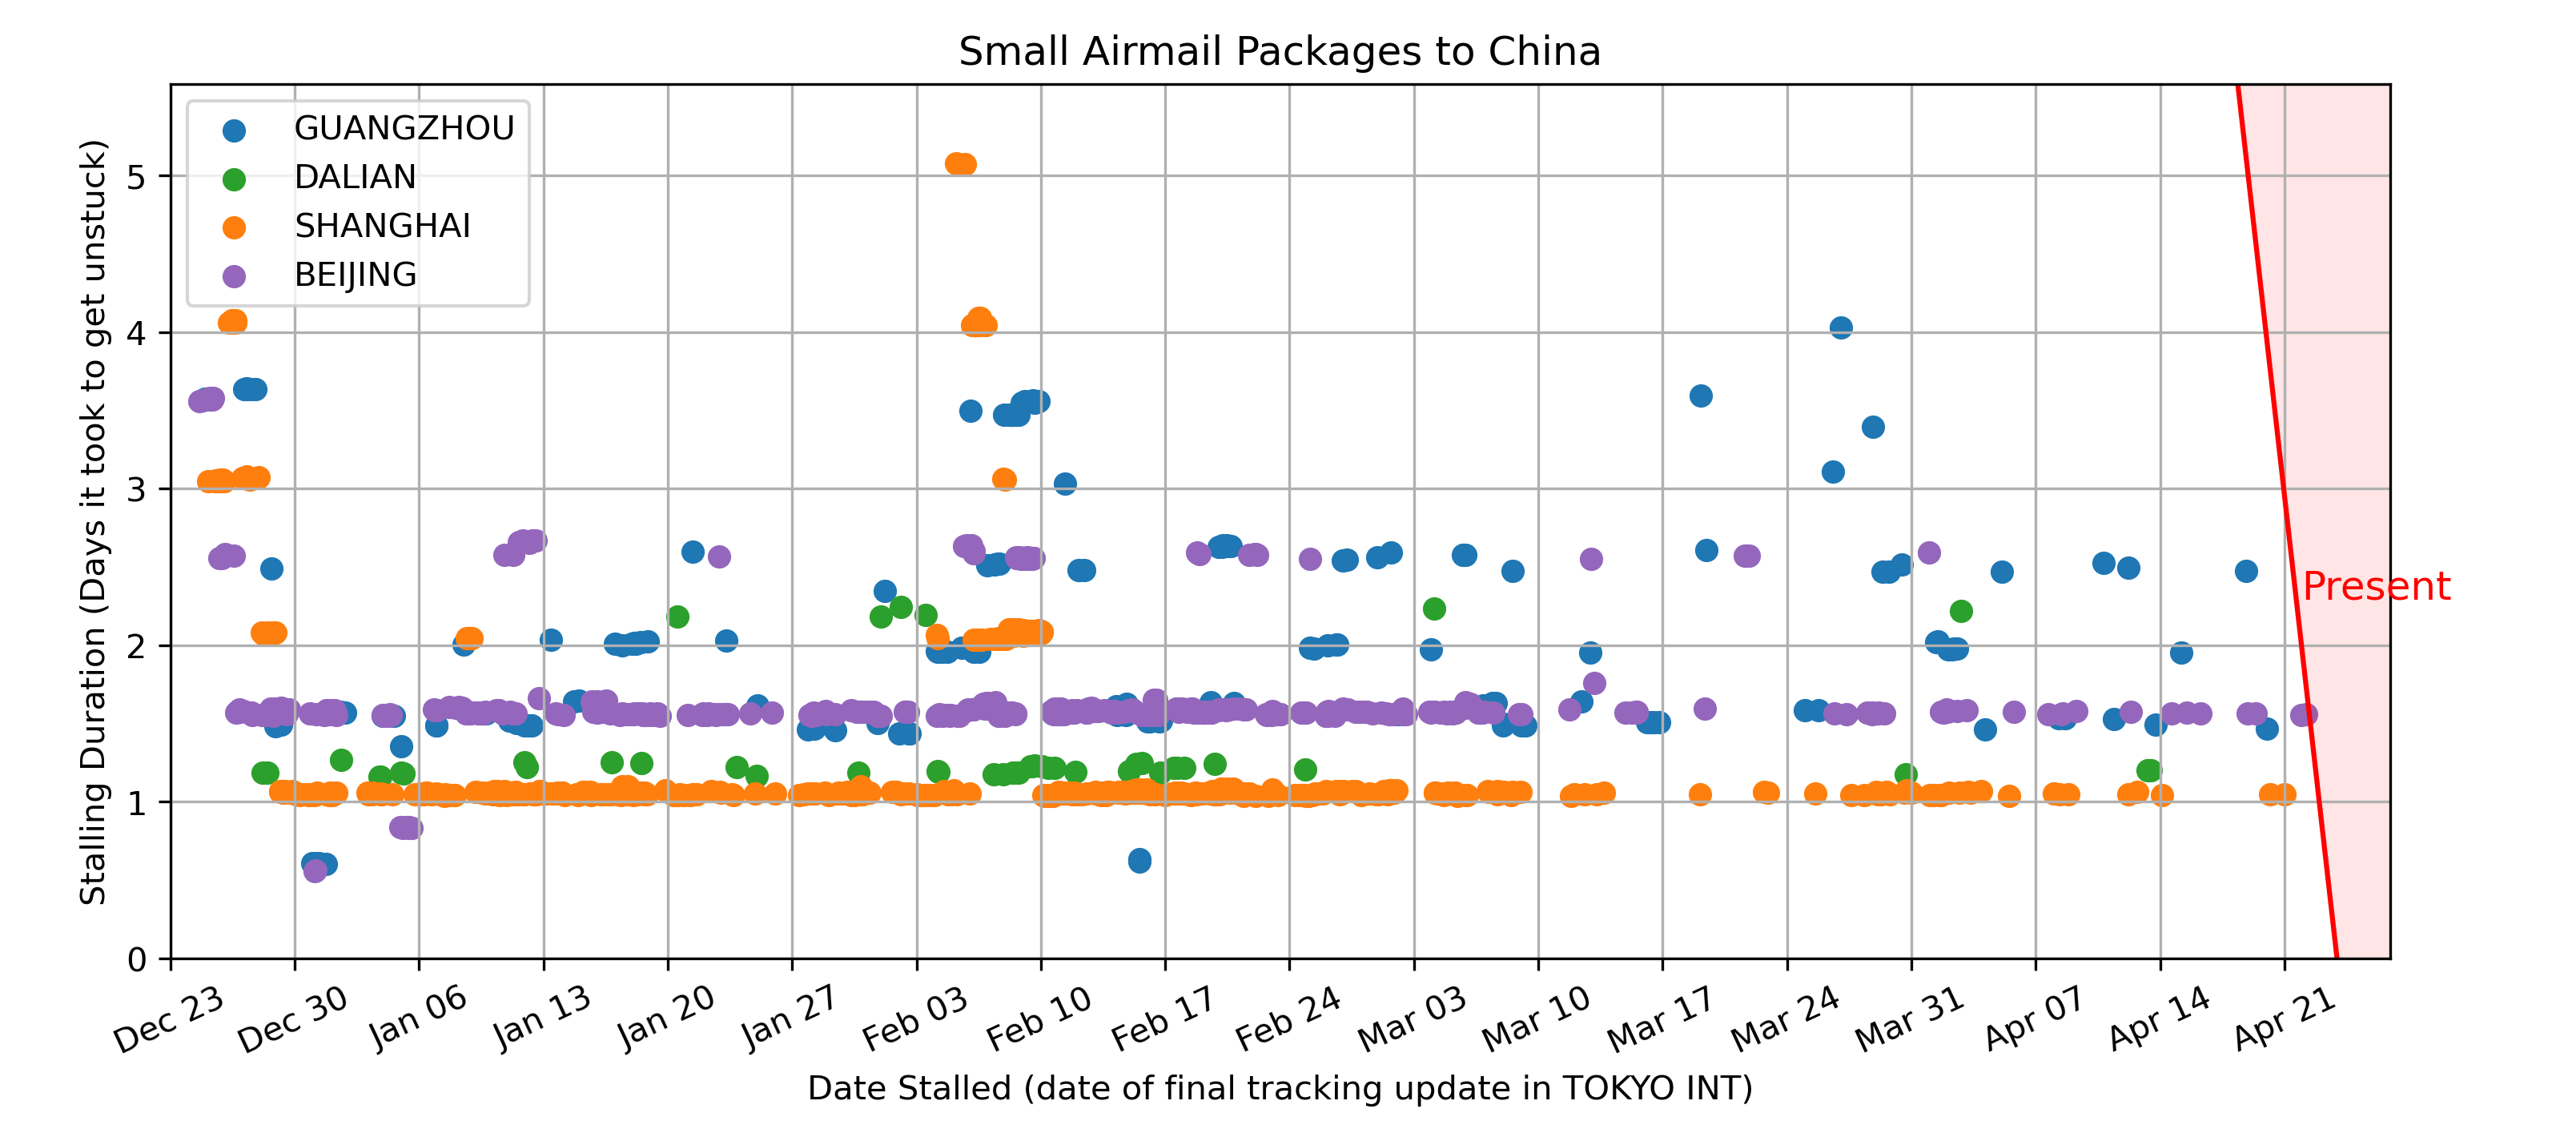 Small Airmail Packages to China
GUANGZHOU
DALIAN
SHANGHAI
BEIJING
Stalling Duration (Days it took to get unstuck)
5
4
3
2
1
0
Present
Dec 23
Dec 30
Jan 06
Jan 13
Jan 20
Jan 27
Feb 03
Feb 10
Feb 17
Feb 24
Mar 03
Mar 10
Mar 17
Mar 24
Mar 31
Apr 07
Apr 14
Apr 21
Date Stalled (date of final tracking update in TOKYO INT)